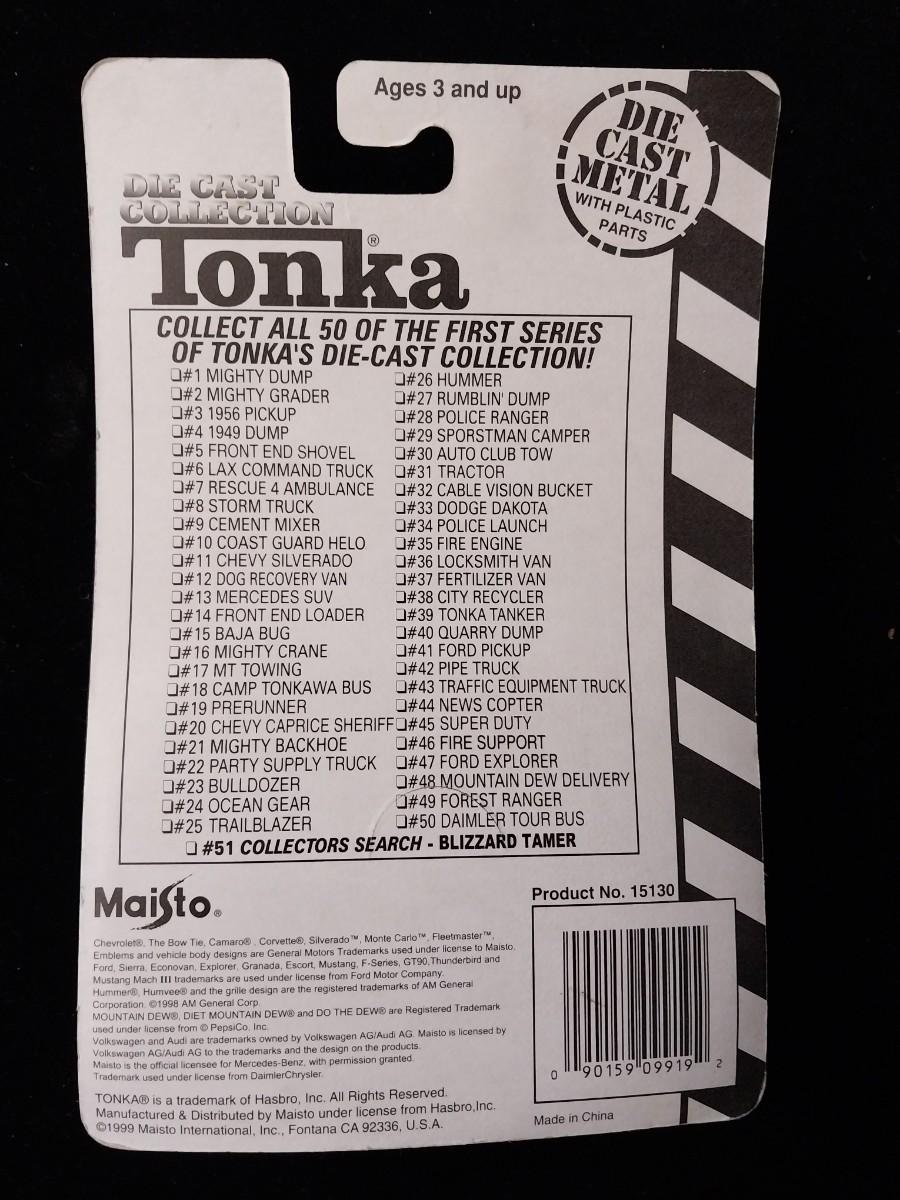 Ages 3 and up
DIE
CAST
METAL
WITH PLASTIC
PARTS
DIE CAST
COLLECTION
Tonka®
COLLECT ALL 50 OF THE FIRST SERIES
OF TONKA'S DIE-CAST COLLECTION!
❏#1 MIGHTY DUMP
❏#2 MIGHTY GRADER
❏#3 1956 PICKUP
❏#4 1949 DUMP
❏#5 FRONT END SHOVEL
❏#6 LAX COMMAND TRUCK
❏#7 RESCUE 4 AMBULANCE
❏#8 STORM TRUCK
❏#9 CEMENT MIXER
❏#10 COAST GUARD HELO
❏#11 CHEVY SILVERADO
❏#12 DOG RECOVERY VAN
❏#13 MERCEDES SUV
❏#14 FRONT END LOADER
❏#15 BAJA BUG
❏#16 MIGHTY CRANE
❏#17 MT TOWING
❏#18 CAMP TONKAWA BUS
❏#19 PRERUNNER
❏#20 CHEVY CAPRICE SHERIFF
❏#21 MIGHTY BACKHOE
❏#22 PARTY SUPPLY TRUCK
❏#23 BULLDOZER
❏#24 OCEAN GEAR
❏#25 TRAILBLAZER
❏#26 HUMMER
❏#27 RUMBLIN' DUMP
❏#28 POLICE RANGER
❏#29 SPORSTMAN CAMPER
❏#30 AUTO CLUB TOW
❏#31 TRACTOR
❏#32 CABLE VISION BUCKET
❏#33 DODGE DAKOTA
❏#34 POLICE LAUNCH
❏#35 FIRE ENGINE
❏#36 LOCKSMITH VAN
❏#37 FERTILIZER VAN
❏#38 CITY RECYCLER
❏#39 TONKA TANKER
❏#40 QUARRY DUMP
❏#41 FORD PICKUP
❏#42 PIPE TRUCK
❏#43 TRAFFIC EQUIPMENT TRUCK
❏#44 NEWS COPTER
❏#45 SUPER DUTY
❏#46 FIRE SUPPORT
❏#47 FORD EXPLORER
❏#48 MOUNTAIN DEW DELIVERY
❏#49 FOREST RANGER
❏#50 DAIMLER TOUR BUS
❏ #51 COLLECTORS SEARCH - BLIZZARD TAMER
Maisto®
Chevrolet®, The Bow Tie, Camaro®, Corvette®, Silverado™, Monte Carlo™, Fleetmaster™,
Emblems and vehicle body designs are General Motors Trademarks used under license to Maisto.
Ford, Sierra, Econovan, Explorer, Granada, Escort, Mustang, F-Series, GT90,Thunderbird and
Mustang Mach III trademarks are used under license from Ford Motor Company.
Hummer®, Humvee® and the grille design are the registered trademarks of AM General
Corporation. ©1998 AM General Corp.
MOUNTAIN DEW®, DIET MOUNTAIN DEW® and DO THE DEW® are Registered Trademark
used under license from © PepsiCo, Inc.
Volkswagen and Audi are trademarks owned by Volkswagen AG/Audi AG. Maisto is licensed by
Volkswagen AG/Audi AG to the trademarks and the design on the products.
Maisto is the official licensee for Mercedes-Benz, with permission granted.
Trademark used under license from DaimlerChrysler.
TONKA® is a trademark of Hasbro, Inc. All Rights Reserved.
Manufactured & Distributed by Maisto under license from Hasbro,Inc.
©1999 Maisto International, Inc., Fontana CA 92336, U.S.A.
Product No. 15130
0 90159 09919 2
Made in China